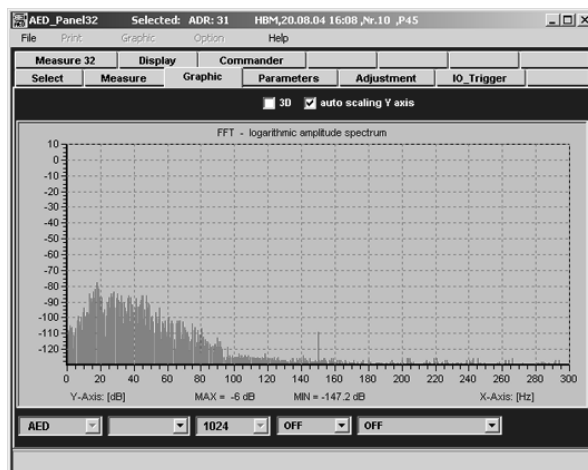 AED_Panel32 Selected: ADR: 31 HBM,20.08.04 16:08 ,Nr.10 ,P45
File Print Graphic Option Help
Measure 32 Display Commander
Select Measure Graphic Parameters Adjustment IO_Trigger
3D auto scaling Y axis
FFT - logarithmic amplitude spectrum
10
0
-10
-20
-30
-40
-50
-60
-70
-80
-90
-100
-110
-120
0 20 40 60 80 100 120 140 160 180 200 220 240 260 280 300
Y-Axis: [dB] MAX = -6 dB MIN = -147.2 dB X-Axis: [Hz]
AED 1024 OFF OFF